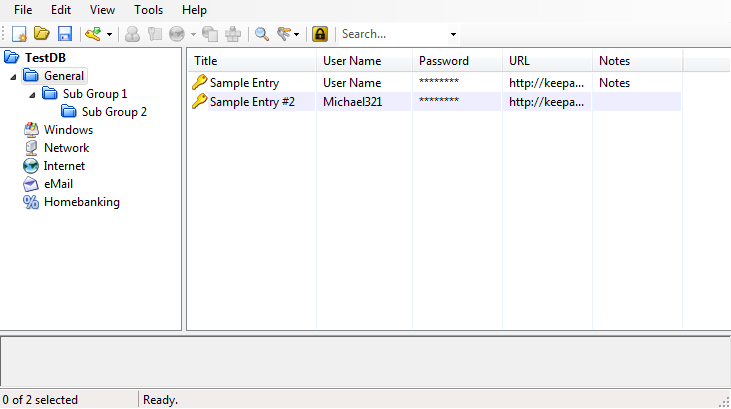 File Edit View Tools Help
Search...
TestDB
General
Sub Group 1
Sub Group 2
Windows
Network
Internet
eMail
Homebanking
Title User Name Password URL Notes
Sample Entry User Name ******** http://keepa... Notes
Sample Entry #2 Michael321 ******** http://keepa...
0 of 2 selected Ready.